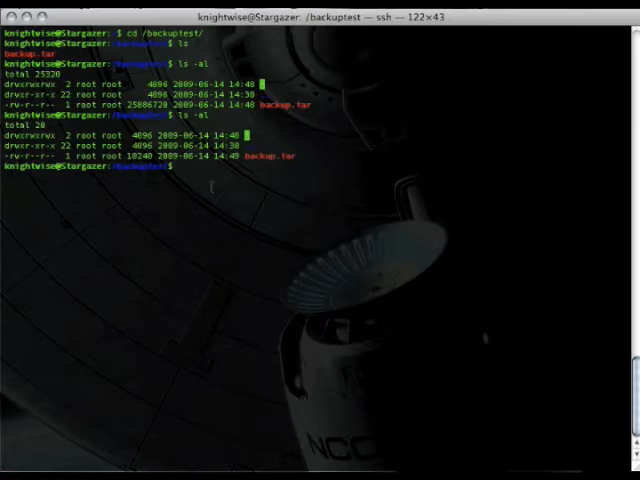 knightwise@Stargazer: /backuptest — ssh — 122×43
knightwise@Stargazer: $ cd /backuptest/
knightwise@Stargazer:/backuptest$ ls
backup.tar
knightwise@Stargazer:/backuptest$ ls -al
total 25320
drwxrwxrwx 2 root root 4096 2009-06-14 14:48 .
drwxr-xr-x 22 root root 4096 2009-06-14 14:30 ..
-rw-r--r-- 1 root root 25886720 2009-06-14 14:48 backup.tar
knightwise@Stargazer:/backuptest$ ls -al
total 20
drwxrwxrwx 2 root root 4096 2009-06-14 14:48 .
drwxr-xr-x 22 root root 4096 2009-06-14 14:30 ..
-rw-r--r-- 1 root root 10240 2009-06-14 14:49 backup.tar
knightwise@Stargazer:/backuptest$
NCC